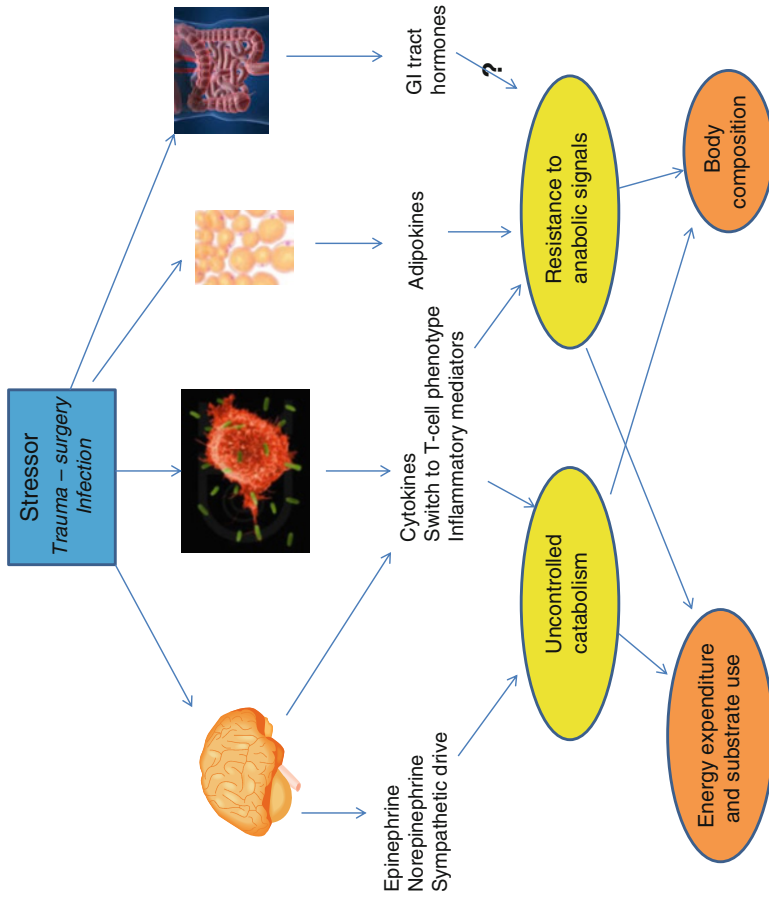 Stressor
Trauma – surgery
Infection
Epinephrine
Norepinephrine
Sympathetic drive
Cytokines
Switch to T-cell phenotype
Inflammatory mediators
Adipokines
GI tract
hormones
?
Uncontrolled
catabolism
Resistance to
anabolic signals
Energy expenditure
and substrate use
Body
composition